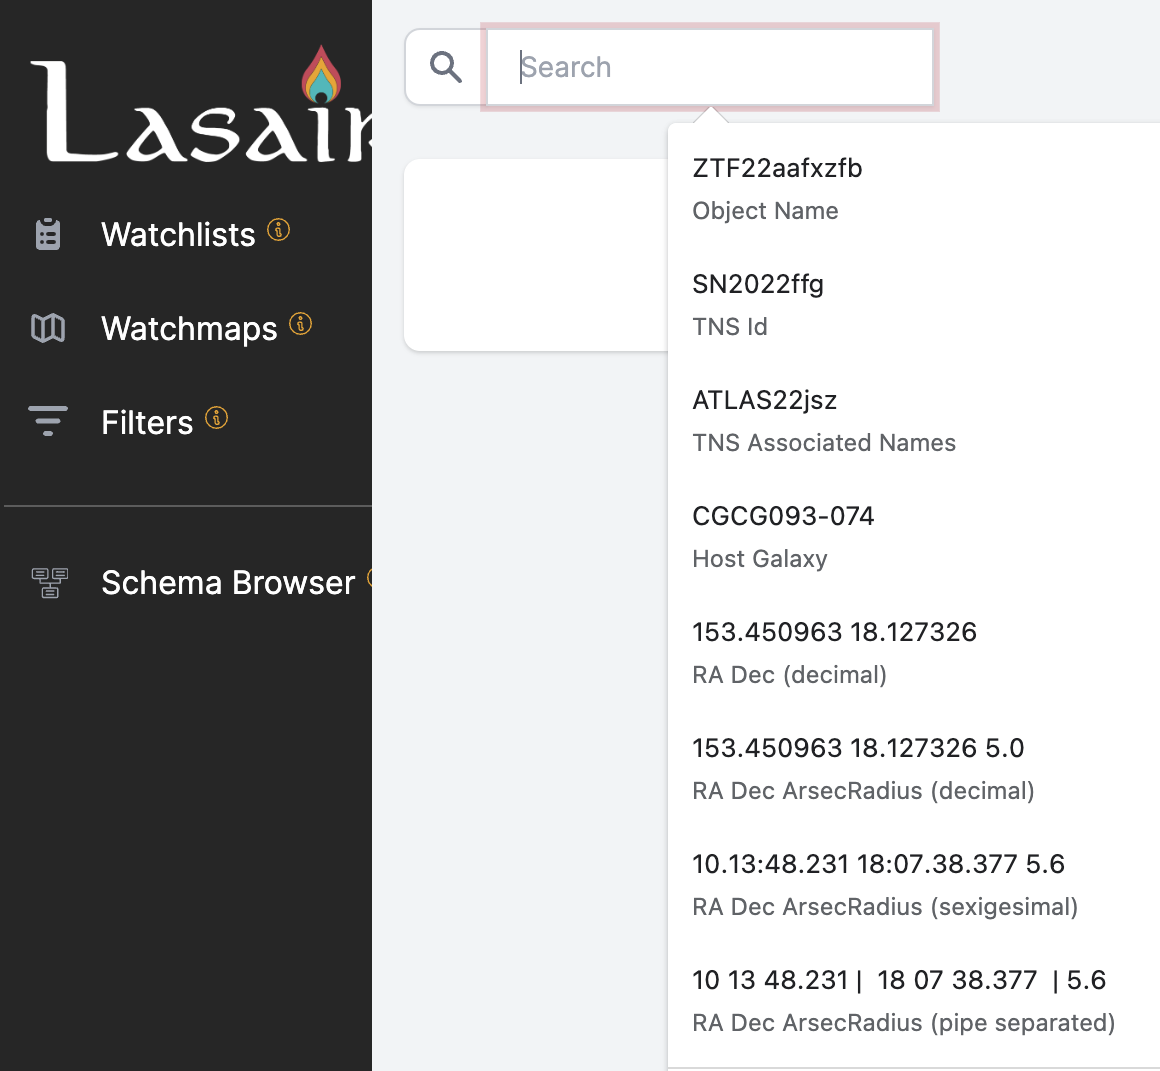 Lasair
Search
Watchlists
Watchmaps
Filters
Schema Browser
ZTF22aafxzfb
Object Name
SN2022ffg
TNS Id
ATLAS22jsz
TNS Associated Names
CGCG093-074
Host Galaxy
153.450963 18.127326
RA Dec (decimal)
153.450963 18.127326 5.0
RA Dec ArsecRadius (decimal)
10.13:48.231 18:07.38.377 5.6
RA Dec ArsecRadius (sexigesimal)
10 13 48.231 |  18 07 38.377  | 5.6
RA Dec ArsecRadius (pipe separated)